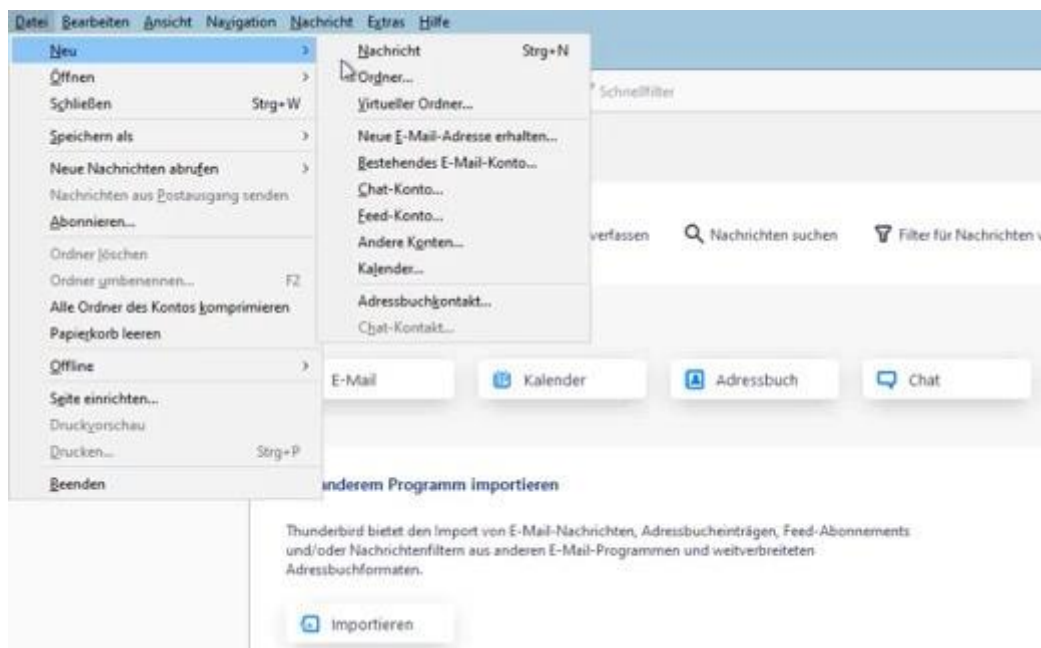 Datei Bearbeiten Ansicht Navigation Nachricht Extras Hilfe
Neu
Öffnen
Schließen Strg+W
Speichern als
Neue Nachrichten abrufen
Nachrichten aus Postausgang senden
Abonnieren...
Ordner löschen
Ordner umbenennen... F2
Alle Ordner des Kontos komprimieren
Papierkorb leeren
Offline
Seite einrichten...
Druckvorschau
Drucken... Strg+P
Beenden
Nachricht Strg+N
Ordner...
Virtueller Ordner...
Neue E-Mail-Adresse erhalten...
Bestehendes E-Mail-Konto...
Chat-Konto...
Feed-Konto...
Andere Konten...
Kalender...
Adressbuchkontakt...
Chat-Kontakt...
Schnellfilter
verfassen Nachrichten suchen Filter für Nachrichten
E-Mail Kalender Adressbuch Chat
anderem Programm importieren
Thunderbird bietet den Import von E-Mail-Nachrichten, Adressbucheinträgen, Feed-Abonnements
und/oder Nachrichtenfiltern aus anderen E-Mail-Programmen und weitverbreiteten
Adressbuchformaten.
Importieren